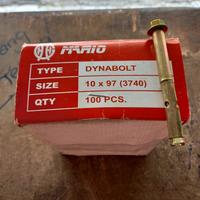 MARIO
TYPE DYNABOLT
SIZE 10 x 97 (3740)
QTY 100 PCS.